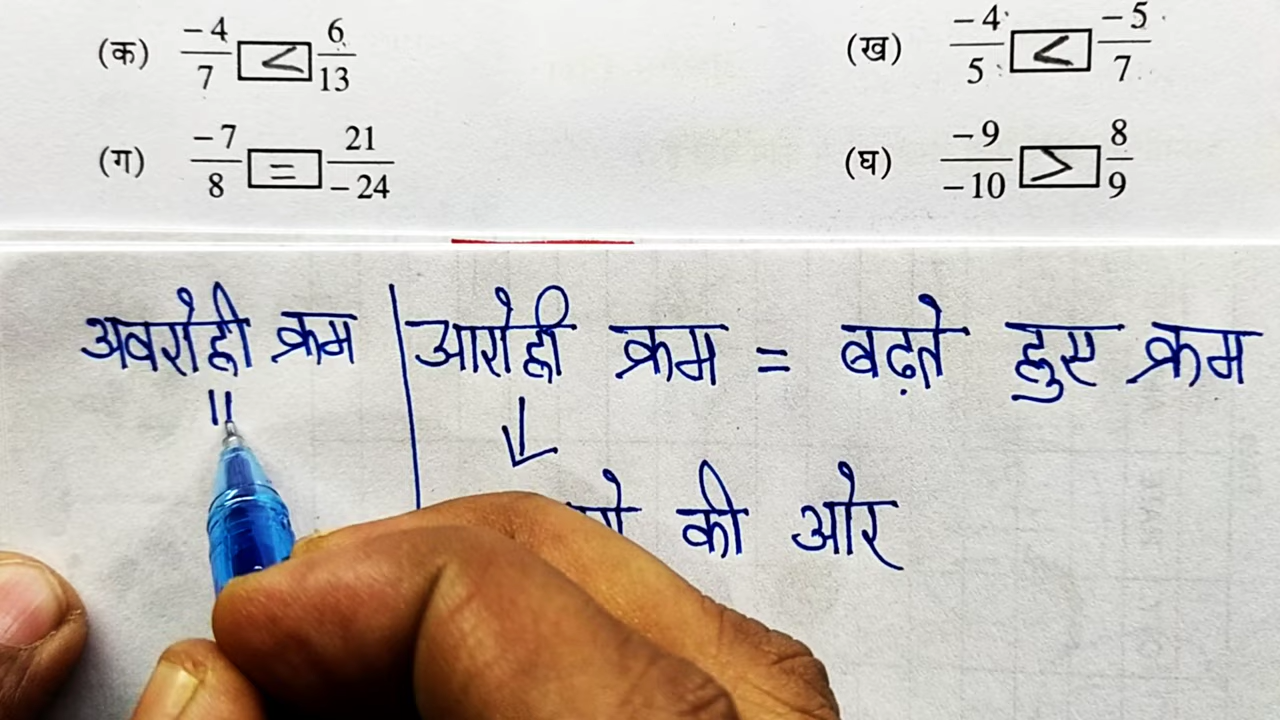 (क) -4/7 < 6/13 (ख) -4/5 < -5/7
(ग) -7/8 = 21/-24 (घ) -9/-10 > 8/9
अवरोही क्रम | आरोही क्रम = बढ़ते हुए क्रम
की ओर